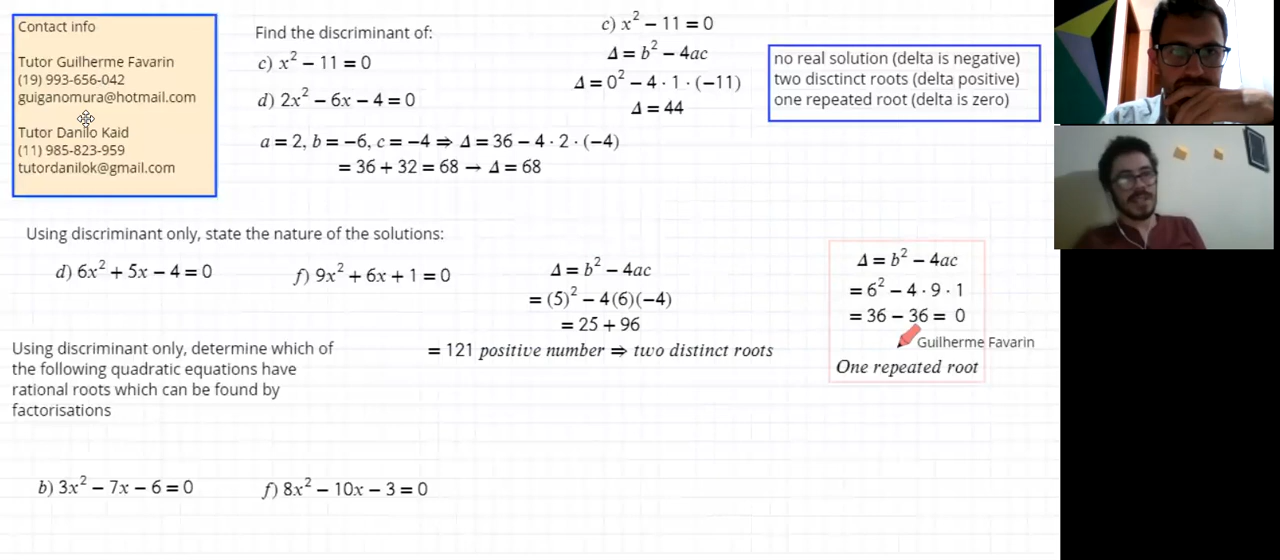 Contact info
Tutor Guilherme Favarin
(19) 993-656-042
guiganomura@hotmail.com
Tutor Danilo Kaid
(11) 985-823-959
tutordanilok@gmail.com
Find the discriminant of:
c) x² − 11 = 0
d) 2x² − 6x − 4 = 0
a = 2, b = −6, c = −4 ⇒ Δ = 36 − 4 · 2 · (−4)
= 36 + 32 = 68 → Δ = 68
c) x² − 11 = 0
Δ = b² − 4ac
Δ = 0² − 4 · 1 · (−11)
Δ = 44
no real solution (delta is negative)
two disctinct roots (delta positive)
one repeated root (delta is zero)
Using discriminant only, state the nature of the solutions:
d) 6x² + 5x − 4 = 0
f) 9x² + 6x + 1 = 0
Δ = b² − 4ac
= (5)² − 4(6)(−4)
= 25 + 96
= 121 positive number ⇒ two distinct roots
Δ = b² − 4ac
= 6² − 4 · 9 · 1
= 36 − 36 = 0
Guilherme Favarin
One repeated root
Using discriminant only, determine which of
the following quadratic equations have
rational roots which can be found by
factorisations
b) 3x² − 7x − 6 = 0
f) 8x² − 10x − 3 = 0